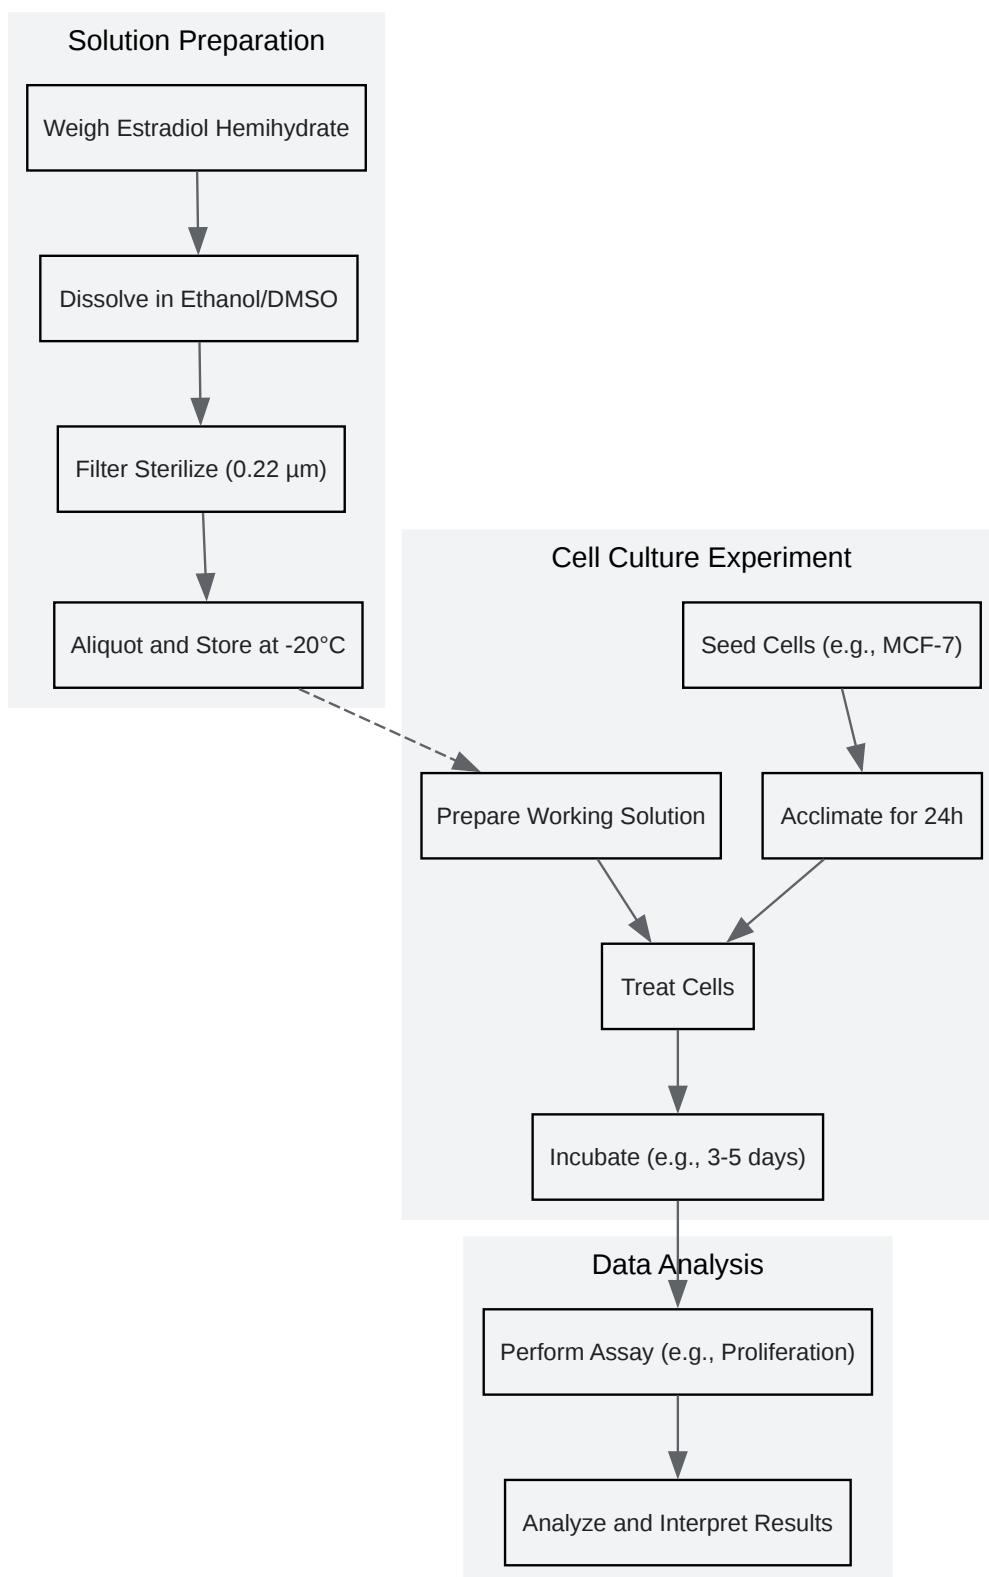 Solution Preparation
Weigh Estradiol Hemihydrate
Dissolve in Ethanol/DMSO
Filter Sterilize (0.22 µm)
Aliquot and Store at -20°C
Cell Culture Experiment
Seed Cells (e.g., MCF-7)
Prepare Working Solution
Acclimate for 24h
Treat Cells
Incubate (e.g., 3-5 days)
Data Analysis
Perform Assay (e.g., Proliferation)
Analyze and Interpret Results